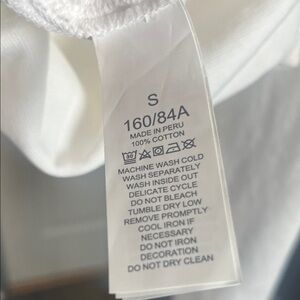 S
160/84A
MADE IN PERU
100% COTTON
MACHINE WASH COLD
WASH SEPARATELY
WASH INSIDE OUT
DELICATE CYCLE
DO NOT BLEACH
TUMBLE DRY LOW
REMOVE PROMPTLY
COOL IRON IF
NECESSARY
DO NOT IRON
DECORATION
DO NOT DRY CLEAN